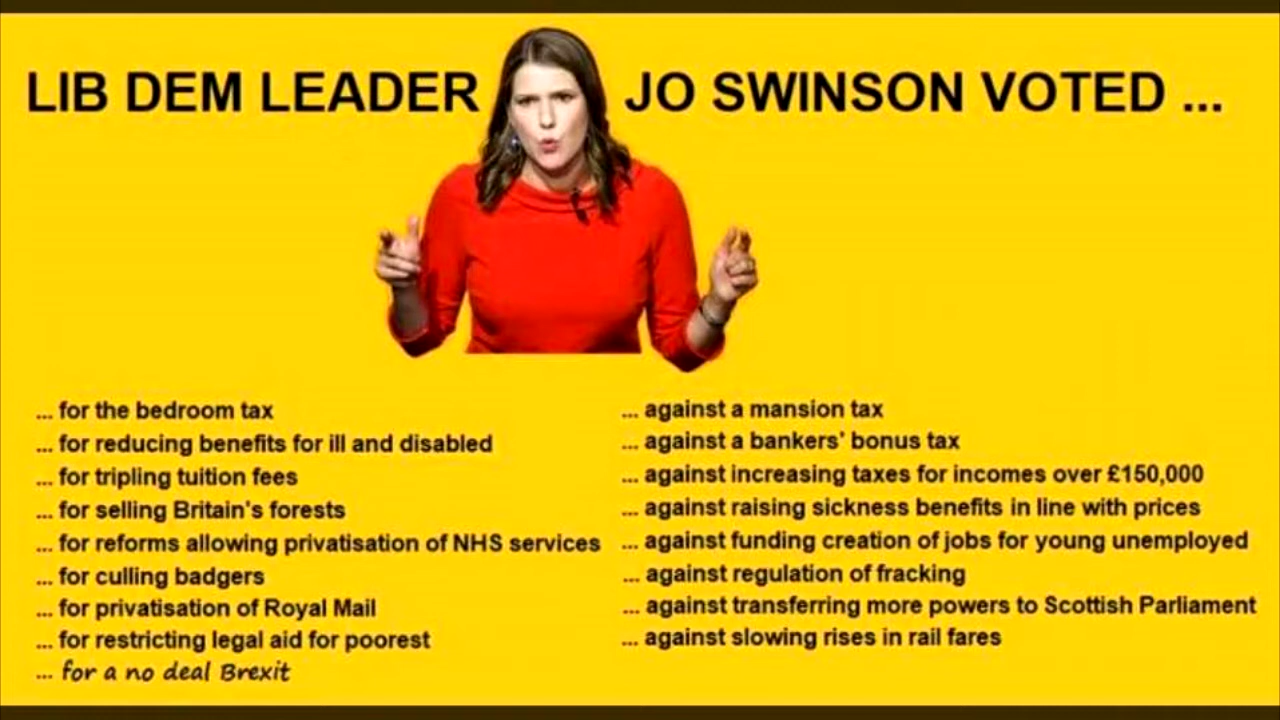 LIB DEM LEADER JO SWINSON VOTED ...
... for the bedroom tax
... for reducing benefits for ill and disabled
... for tripling tuition fees
... for selling Britain's forests
... for reforms allowing privatisation of NHS services
... for culling badgers
... for privatisation of Royal Mail
... for restricting legal aid for poorest
... for a no deal Brexit
... against a mansion tax
... against a bankers' bonus tax
... against increasing taxes for incomes over £150,000
... against raising sickness benefits in line with prices
... against funding creation of jobs for young unemployed
... against regulation of fracking
... against transferring more powers to Scottish Parliament
... against slowing rises in rail fares